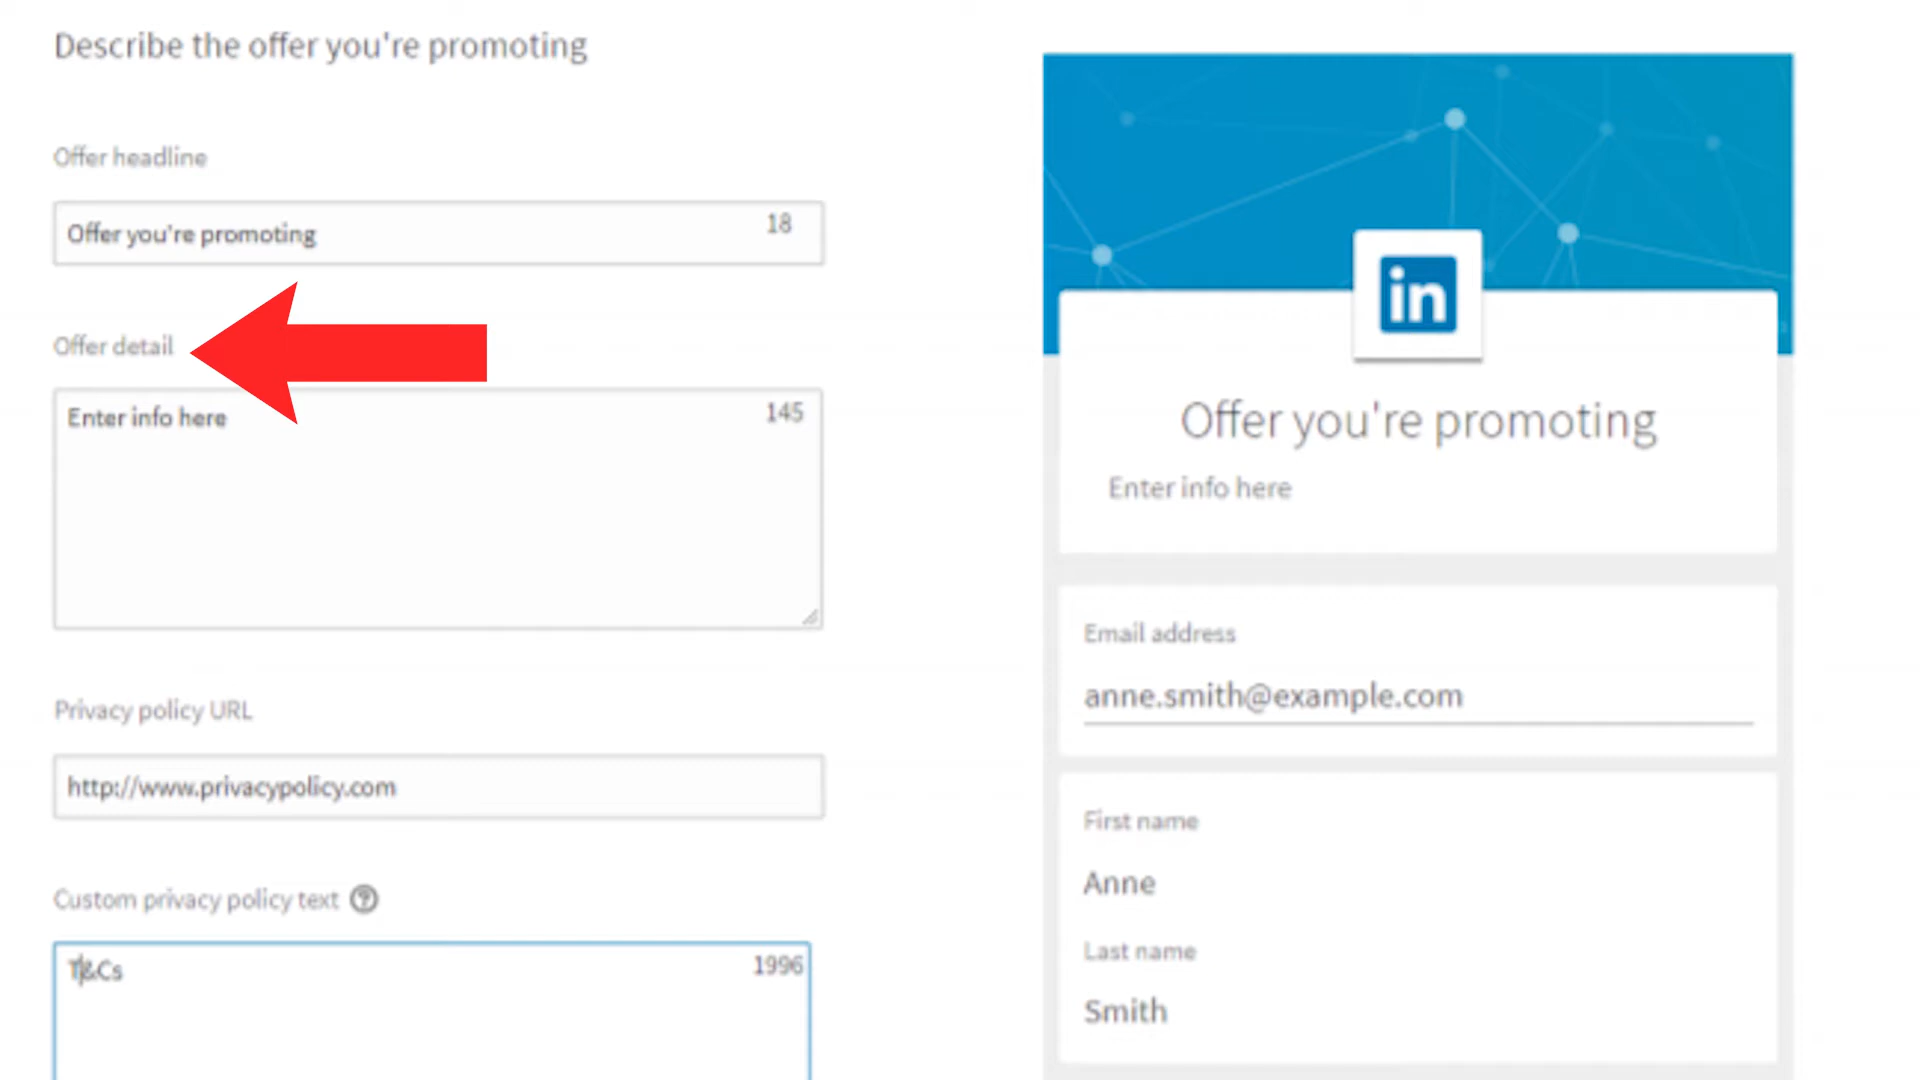 Describe the offer you're promoting
Offer headline
Offer you're promoting 18
Offer detail
Enter info here 145
Privacy policy URL
http://www.privacypolicy.com
Custom privacy policy text ?
T&Cs 1996
in
Offer you're promoting
Enter info here
Email address
anne.smith@example.com
First name
Anne
Last name
Smith